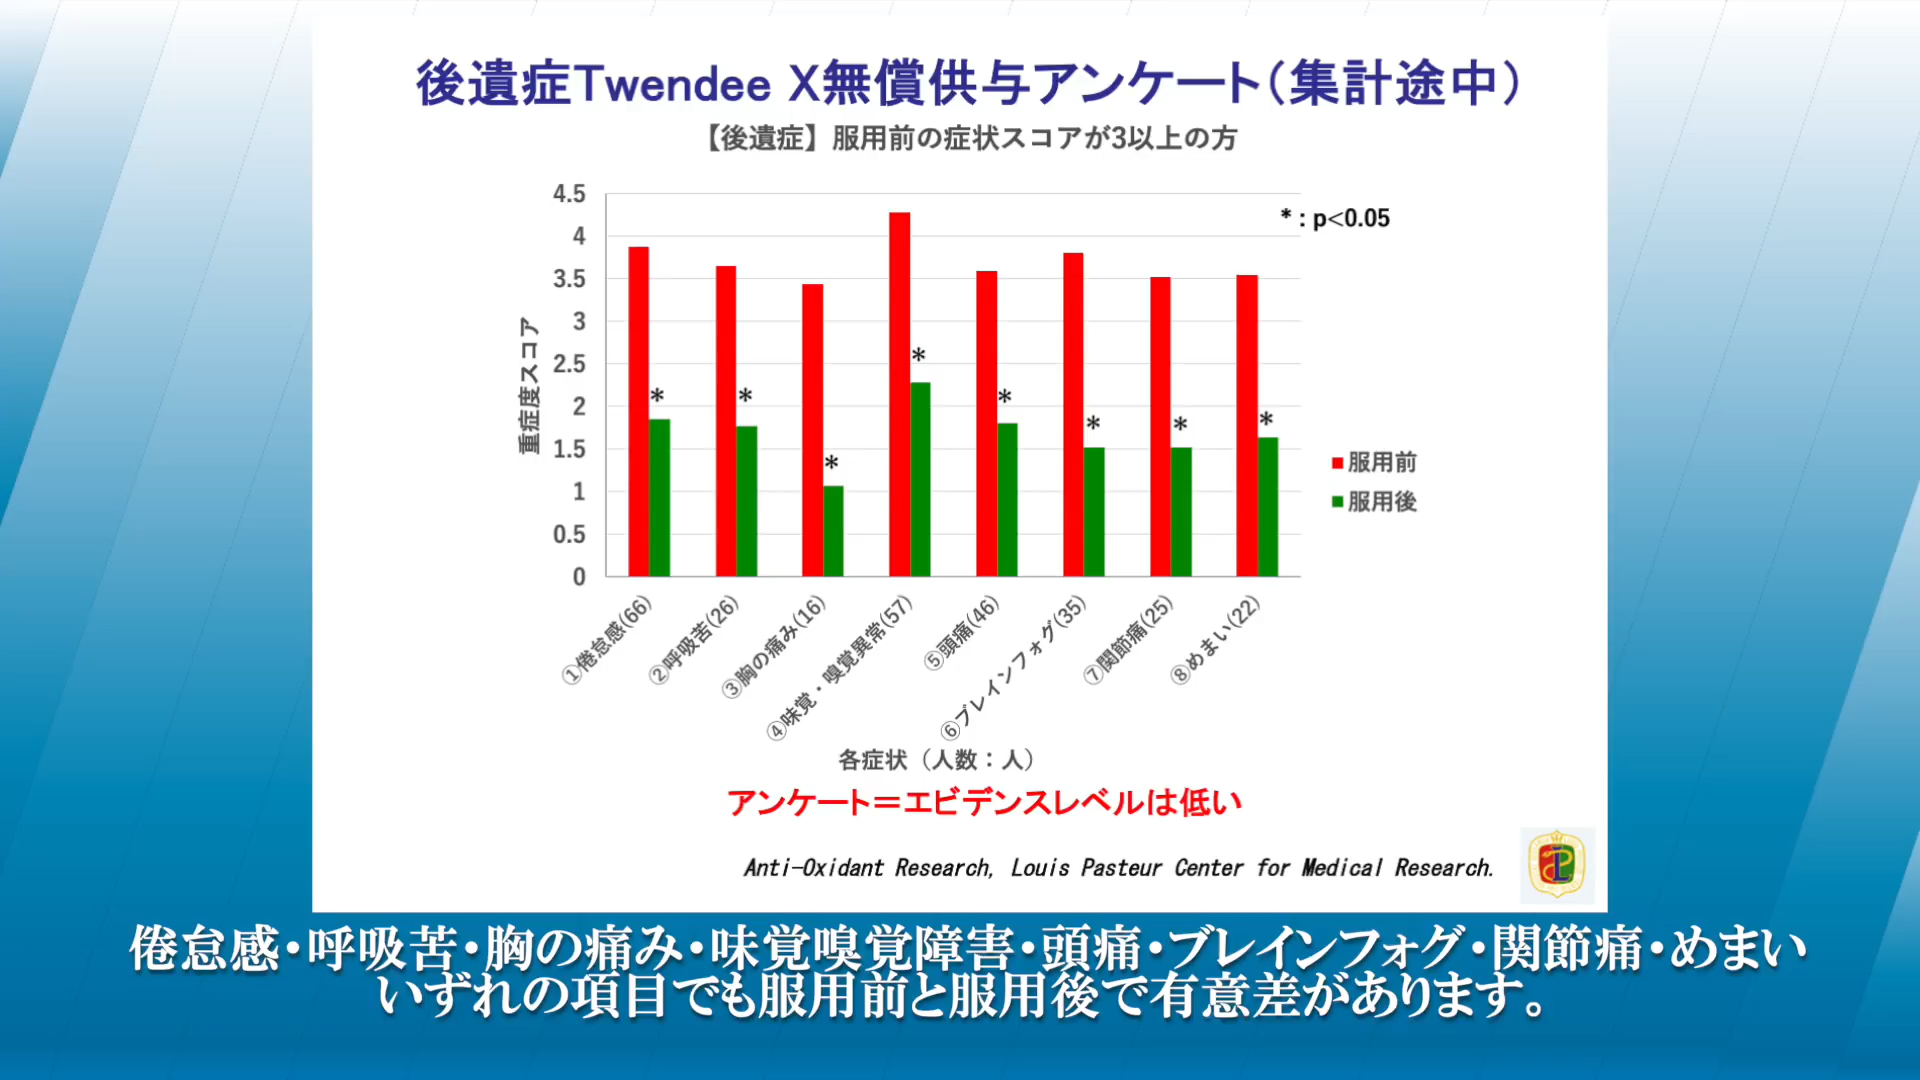 後遺症Twendee X無償供与アンケート（集計途中）
【後遺症】服用前の症状スコアが3以上の方
4.5
4
3.5
3
2.5
2
1.5
1
0.5
0
重症度スコア
*：p<0.05
*
*
*
*
*
*
*
*
服用前
服用後
①倦怠感(66)
②呼吸苦(26)
③胸の痛み(16)
④味覚・嗅覚異常(57)
⑤頭痛(46)
⑥ブレインフォグ(35)
⑦関節痛(25)
⑧めまい(22)
各症状（人数：人）
アンケート＝エビデンスレベルは低い
Anti-Oxidant Research, Louis Pasteur Center for Medical Research.
倦怠感・呼吸苦・胸の痛み・味覚嗅覚障害・頭痛・ブレインフォグ・関節痛・めまい
いずれの項目でも服用前と服用後で有意差があります。